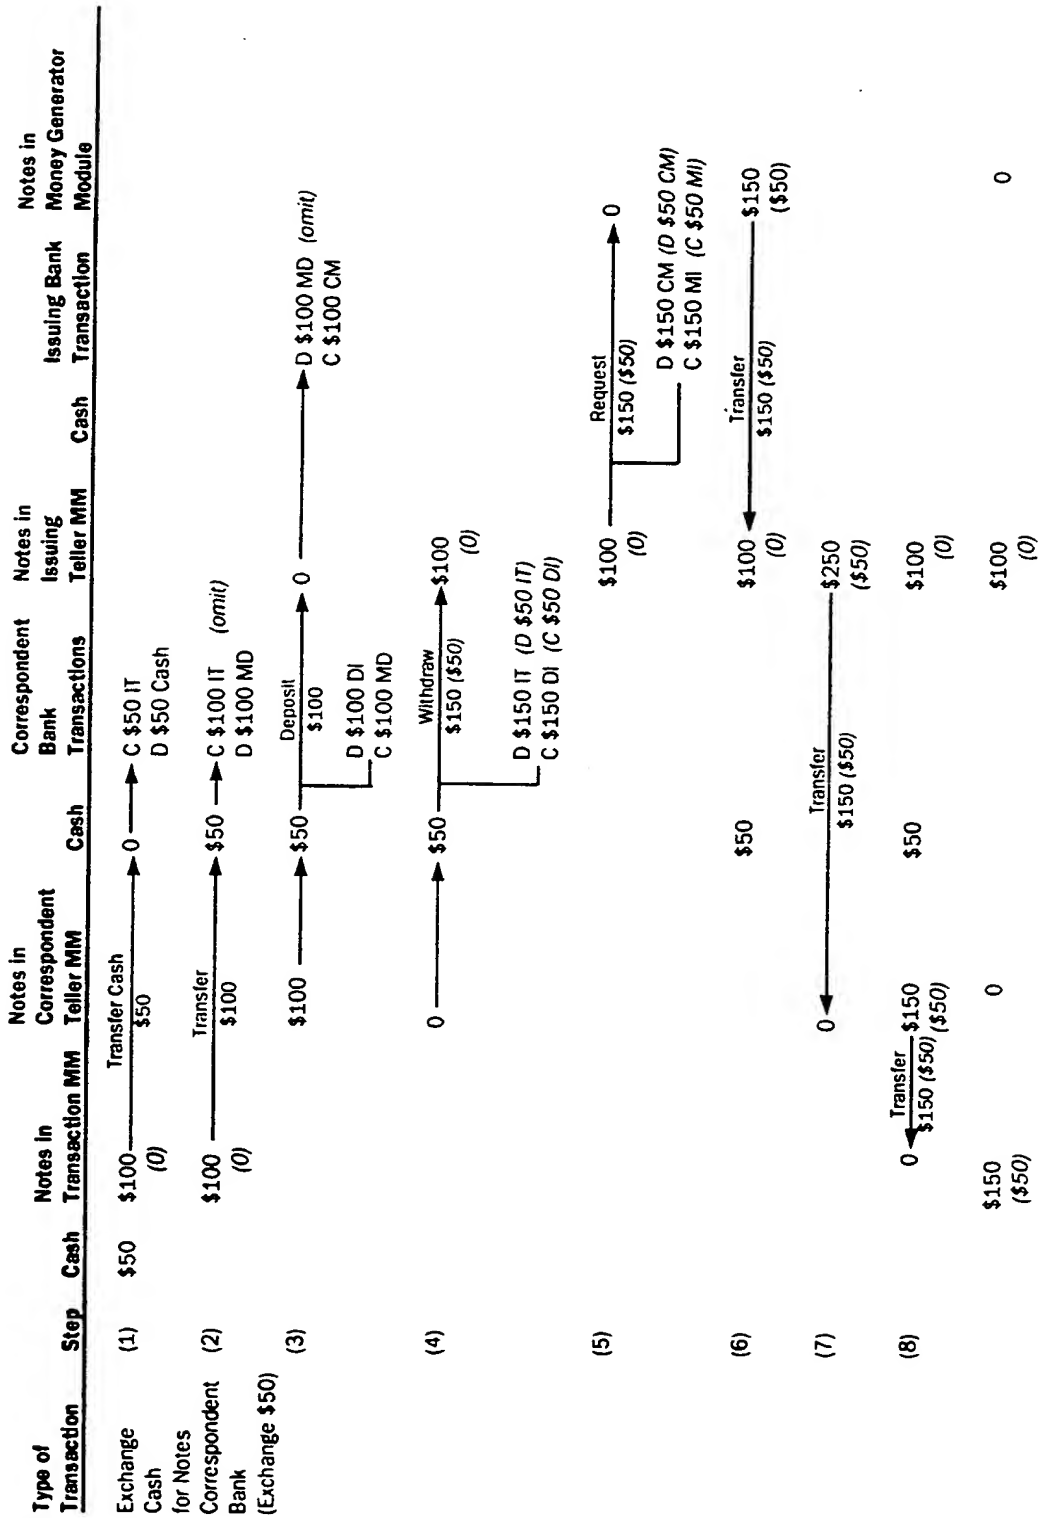 Type of Transaction Step Cash Notes in Transaction MM Notes in Correspondent Teller MM Cash Correspondent Bank Transactions Notes in Issuing Teller MM Cash Issuing Bank Transaction Notes in Money Generator Module
Exchange (1) $50 $100 Transfer Cash 0 C $50 IT
Cash (0) $50 D $50 Cash
for Notes
Correspondent (2) $100 Transfer $50 C $100 IT (omit)
Bank (0) $100 D $100 MD
(Exchange $50)
(3) $100 $50 Deposit 0 D $100 MD (omit)
$100 C $100 CM
D $100 DI
C $100 MD
(4) 0 $50 Withdraw $100
$150 ($50) (0)
D $150 IT (D $50 IT)
C $150 DI (C $50 DI)
(5) $100 Request 0
(0) $150 ($50)
D $150 CM (D $50 CM)
C $150 MI (C $50 MI)
(6) $50 $100 Transfer $150
(0) $150 ($50) ($50)
(7) 0 Transfer $250
$150 ($50) ($50)
(8) 0 Transfer $150 $50 $100
$150 ($50) ($50) (0)
$150 0 $100 0
($50) (0)